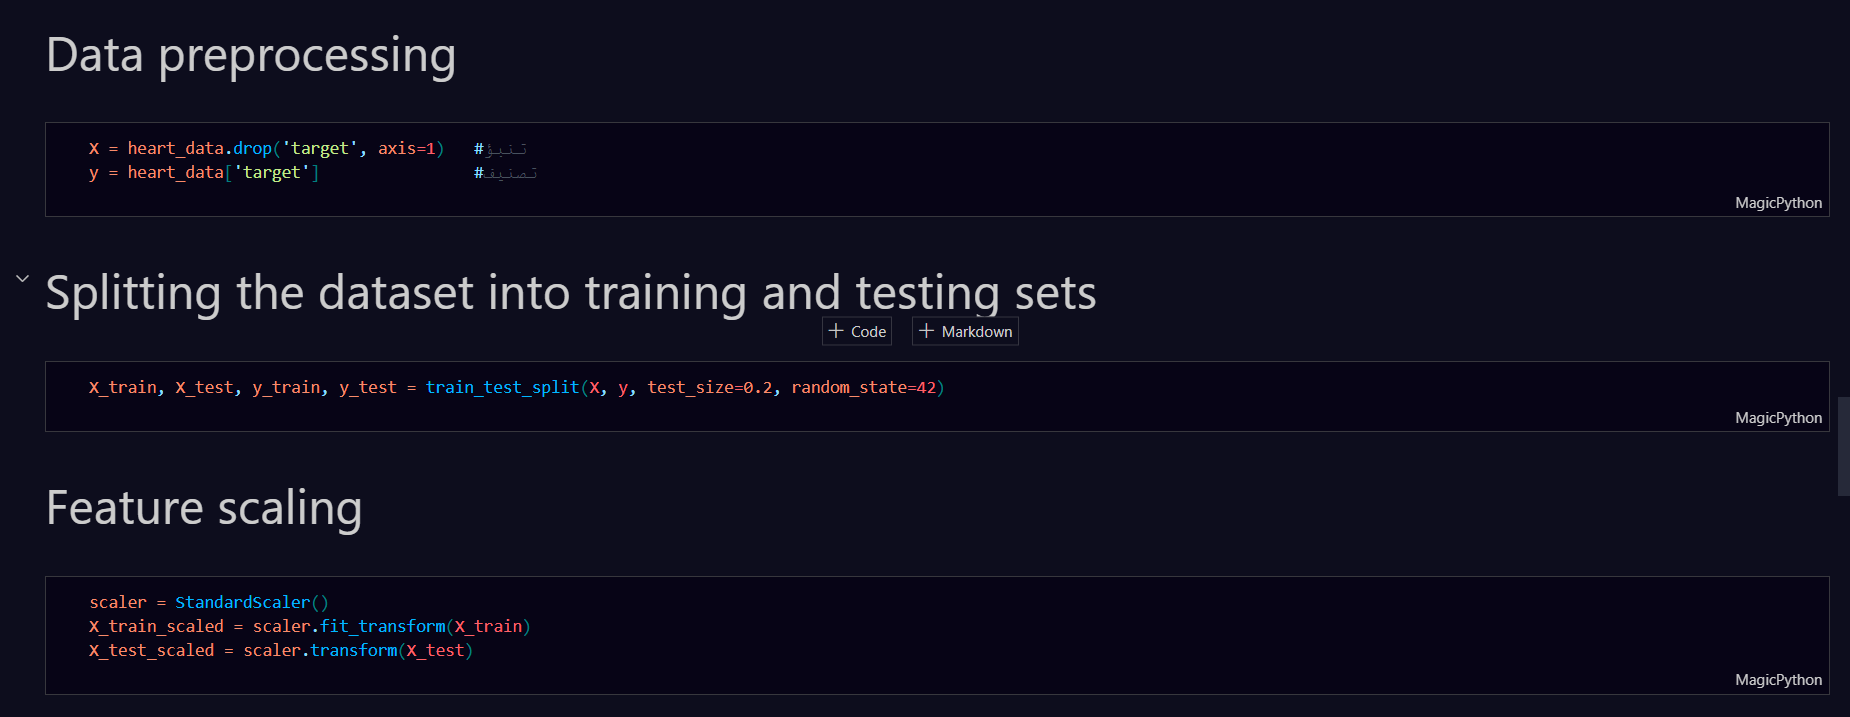 Data preprocessing
X = heart_data.drop('target', axis=1)   #تنبؤ
y = heart_data['target']                #تصنيف
MagicPython
Splitting the dataset into training and testing sets
+ Code + Markdown
X_train, X_test, y_train, y_test = train_test_split(X, y, test_size=0.2, random_state=42)
MagicPython
Feature scaling
scaler = StandardScaler()
X_train_scaled = scaler.fit_transform(X_train)
X_test_scaled = scaler.transform(X_test)
MagicPython